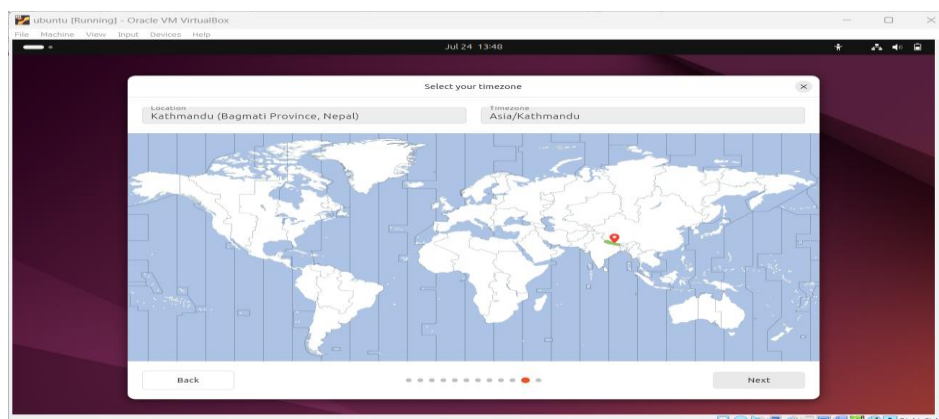 ubuntu [Running] - Oracle VM VirtualBox
File Machine View Input Devices Help
Jul 24 13:48
Select your timezone
Location
Kathmandu (Bagmati Province, Nepal)
Timezone
Asia/Kathmandu
Back
Next